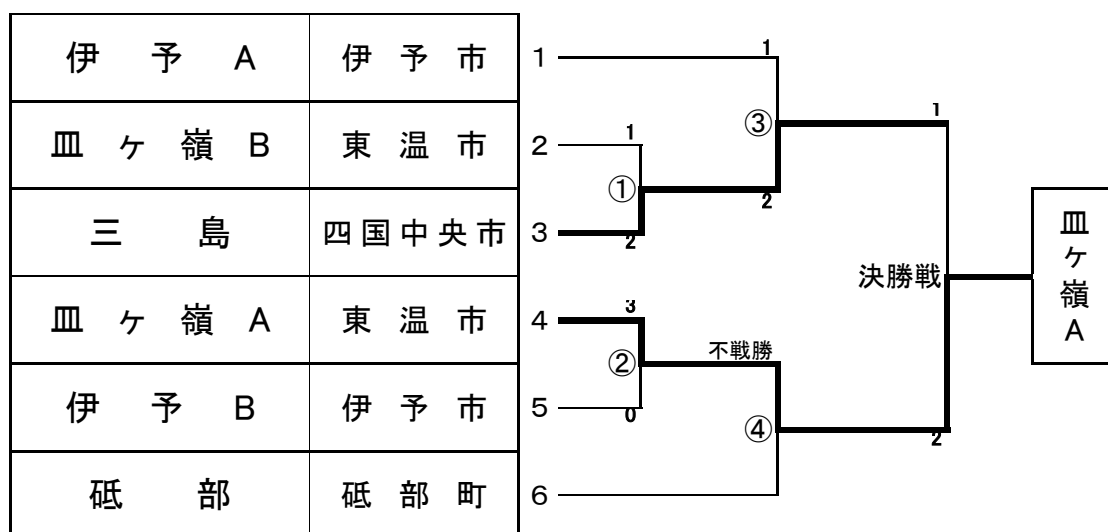 伊 予 A 伊 予 市 1
1
皿 ヶ 嶺 B 東 温 市 2
1
①
2
三 島 四国中央市 3
③
2
1
皿 ヶ 嶺 A 東 温 市 4
3
②
0
不戦勝
伊 予 B 伊 予 市 5
④
2
砥 部 砥 部 町 6
決勝戦
皿ヶ嶺A